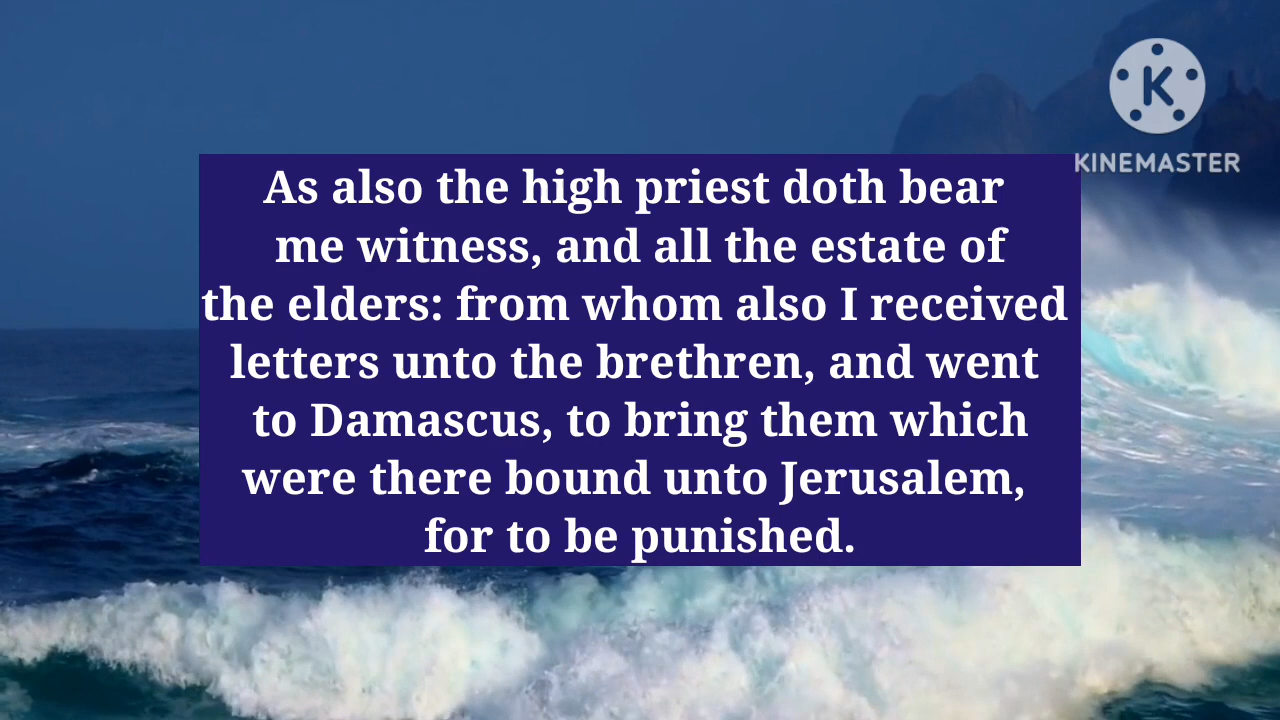 K
KINEMASTER
As also the high priest doth bear
me witness, and all the estate of
the elders: from whom also I received
letters unto the brethren, and went
to Damascus, to bring them which
were there bound unto Jerusalem,
for to be punished.